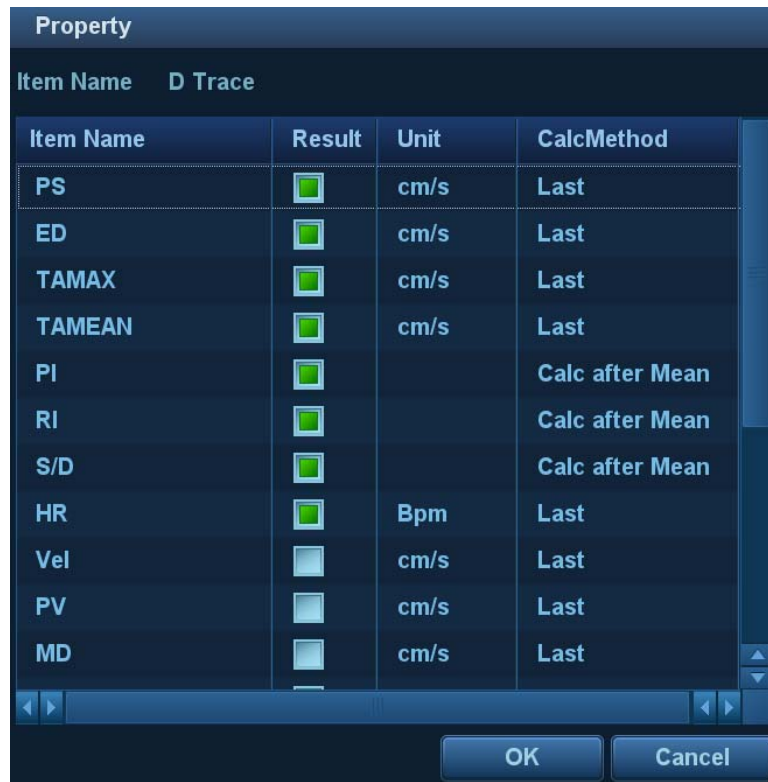 Property
Item Name D Trace
Item Name Result Unit CalcMethod
PS cm/s Last
ED cm/s Last
TAMAX cm/s Last
TAMEAN cm/s Last
PI Calc after Mean
RI Calc after Mean
S/D Calc after Mean
HR Bpm Last
Vel cm/s Last
PV cm/s Last
MD cm/s Last
OK Cancel